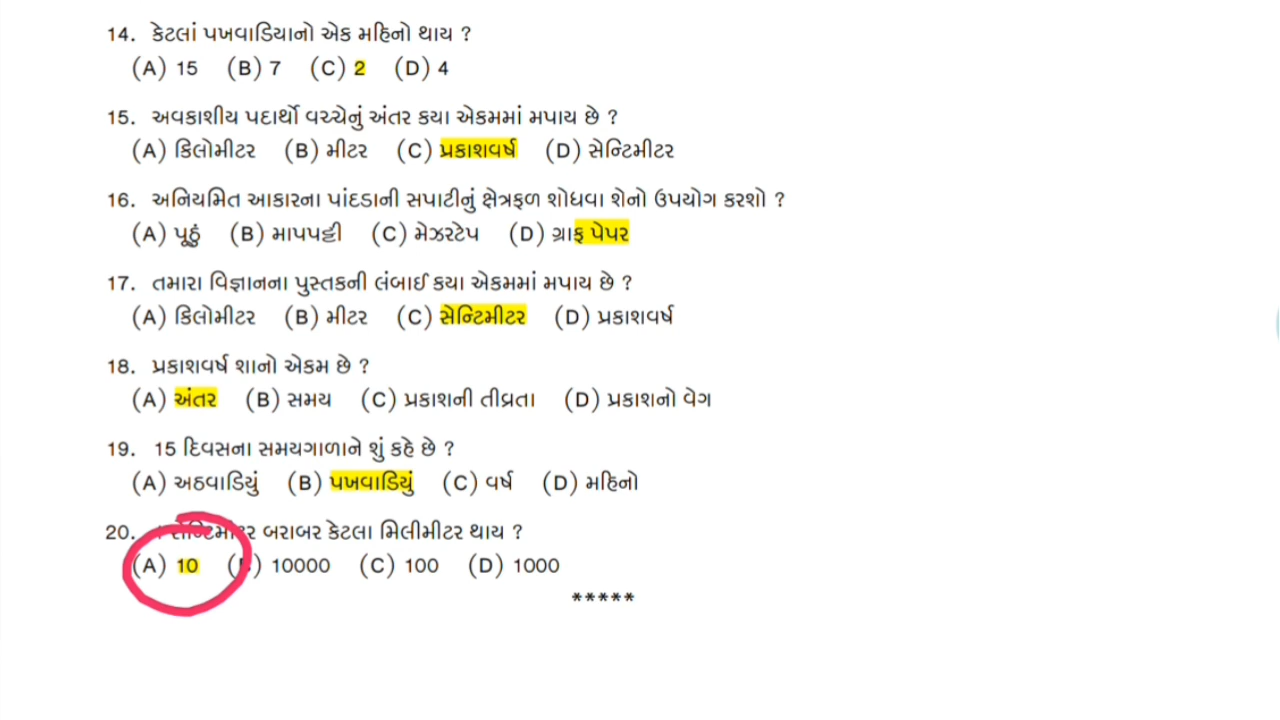 14. કેટલાં પખવાડિયાનો એક મહિનો થાય ?
(A) 15 (B) 7 (C) 2 (D) 4
15. અવકાશીય પદાર્થો વચ્ચેનું અંતર કયા એકમમાં મપાય છે ?
(A) કિલોમીટર (B) મીટર (C) પ્રકાશવર્ષ (D) સેન્ટિમીટર
16. અનિયમિત આકારના પાંદડાની સપાટીનું ક્ષેત્રફળ શોધવા શેનો ઉપયોગ કરશો ?
(A) પૂઠું (B) માપપટ્ટી (C) મેઝરટેપ (D) ગ્રાફ પેપર
17. તમારા વિજ્ઞાનના પુસ્તકની લંબાઈ કયા એકમમાં મપાય છે ?
(A) કિલોમીટર (B) મીટર (C) સેન્ટિમીટર (D) પ્રકાશવર્ષ
18. પ્રકાશવર્ષ શાનો એકમ છે ?
(A) અંતર (B) સમય (C) પ્રકાશની તીવ્રતા (D) પ્રકાશનો વેગ
19. 15 દિવસના સમયગાળાને શું કહે છે ?
(A) અઠવાડિયું (B) પખવાડિયું (C) વર્ષ (D) મહિનો
20. સેન્ટિમીટર બરાબર કેટલા મિલીમીટર થાય ?
(A) 10 (B) 10000 (C) 100 (D) 1000
*****